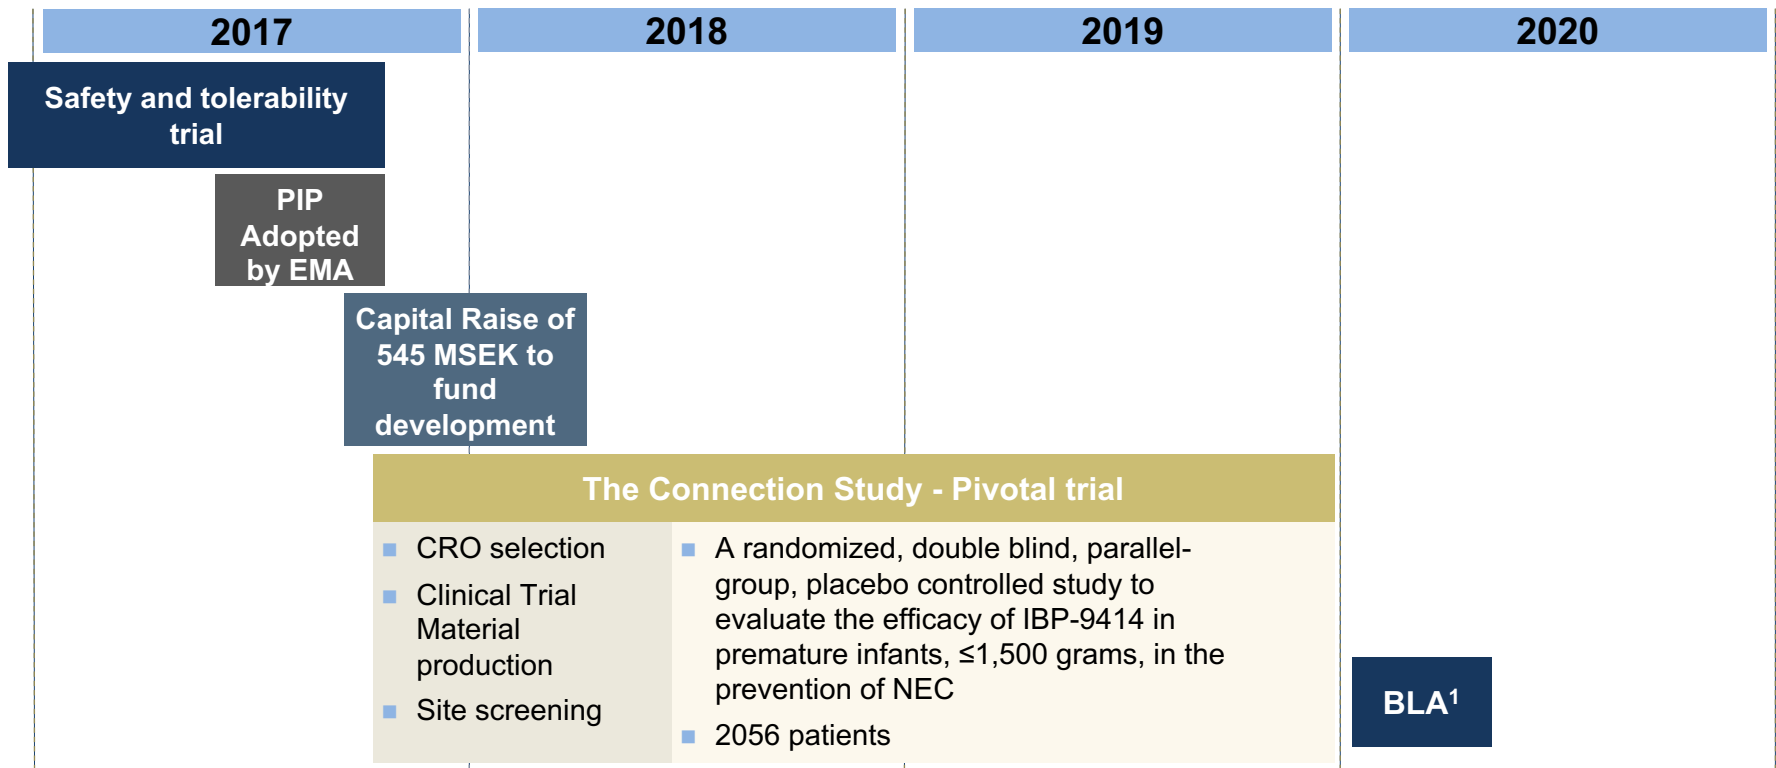 2017
2018
2019
2020
Safety and tolerability
trial
PIP
Adopted
by EMA
Capital Raise of
545 MSEK to
fund
development
The Connection Study - Pivotal trial
CRO selection
Clinical Trial
Material
production
Site screening
A randomized, double blind, parallel-
group, placebo controlled study to
evaluate the efficacy of IBP-9414 in
premature infants, ≤1,500 grams, in the
prevention of NEC
2056 patients
BLA¹